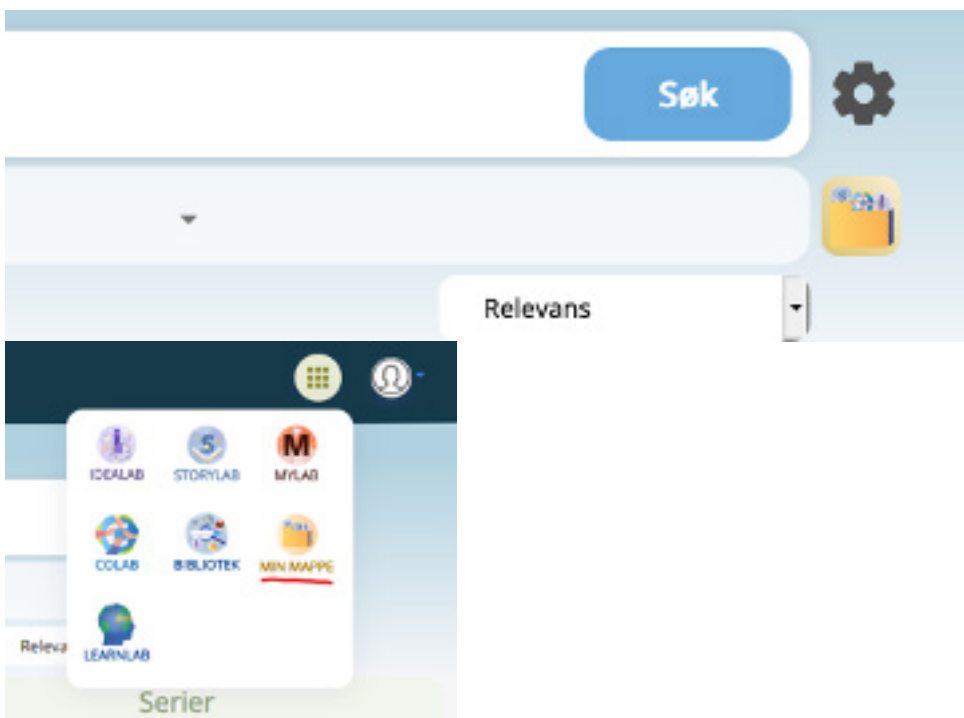 Søk
Relevans
IDEALAB STORYLAB MYLAB
COLAB BIBLIOTEK MIN MAPPE
Releva
LEARNLAB
Serier